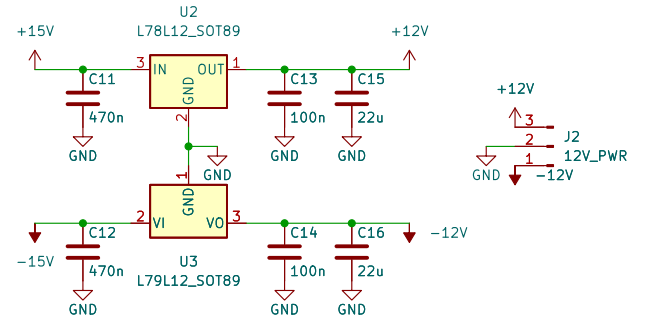 U2
L78L12_SOT89
+15V
+12V
3 IN OUT 1
GND
2
C11
470n
GND
C13
100n
GND
C15
22u
GND
GND
+12V
3
2
1
J2
12V_PWR
GND
-12V
1
GND
2 VI VO 3
U3
L79L12_SOT89
-15V
-12V
C12
470n
GND
C14
100n
GND
C16
22u
GND